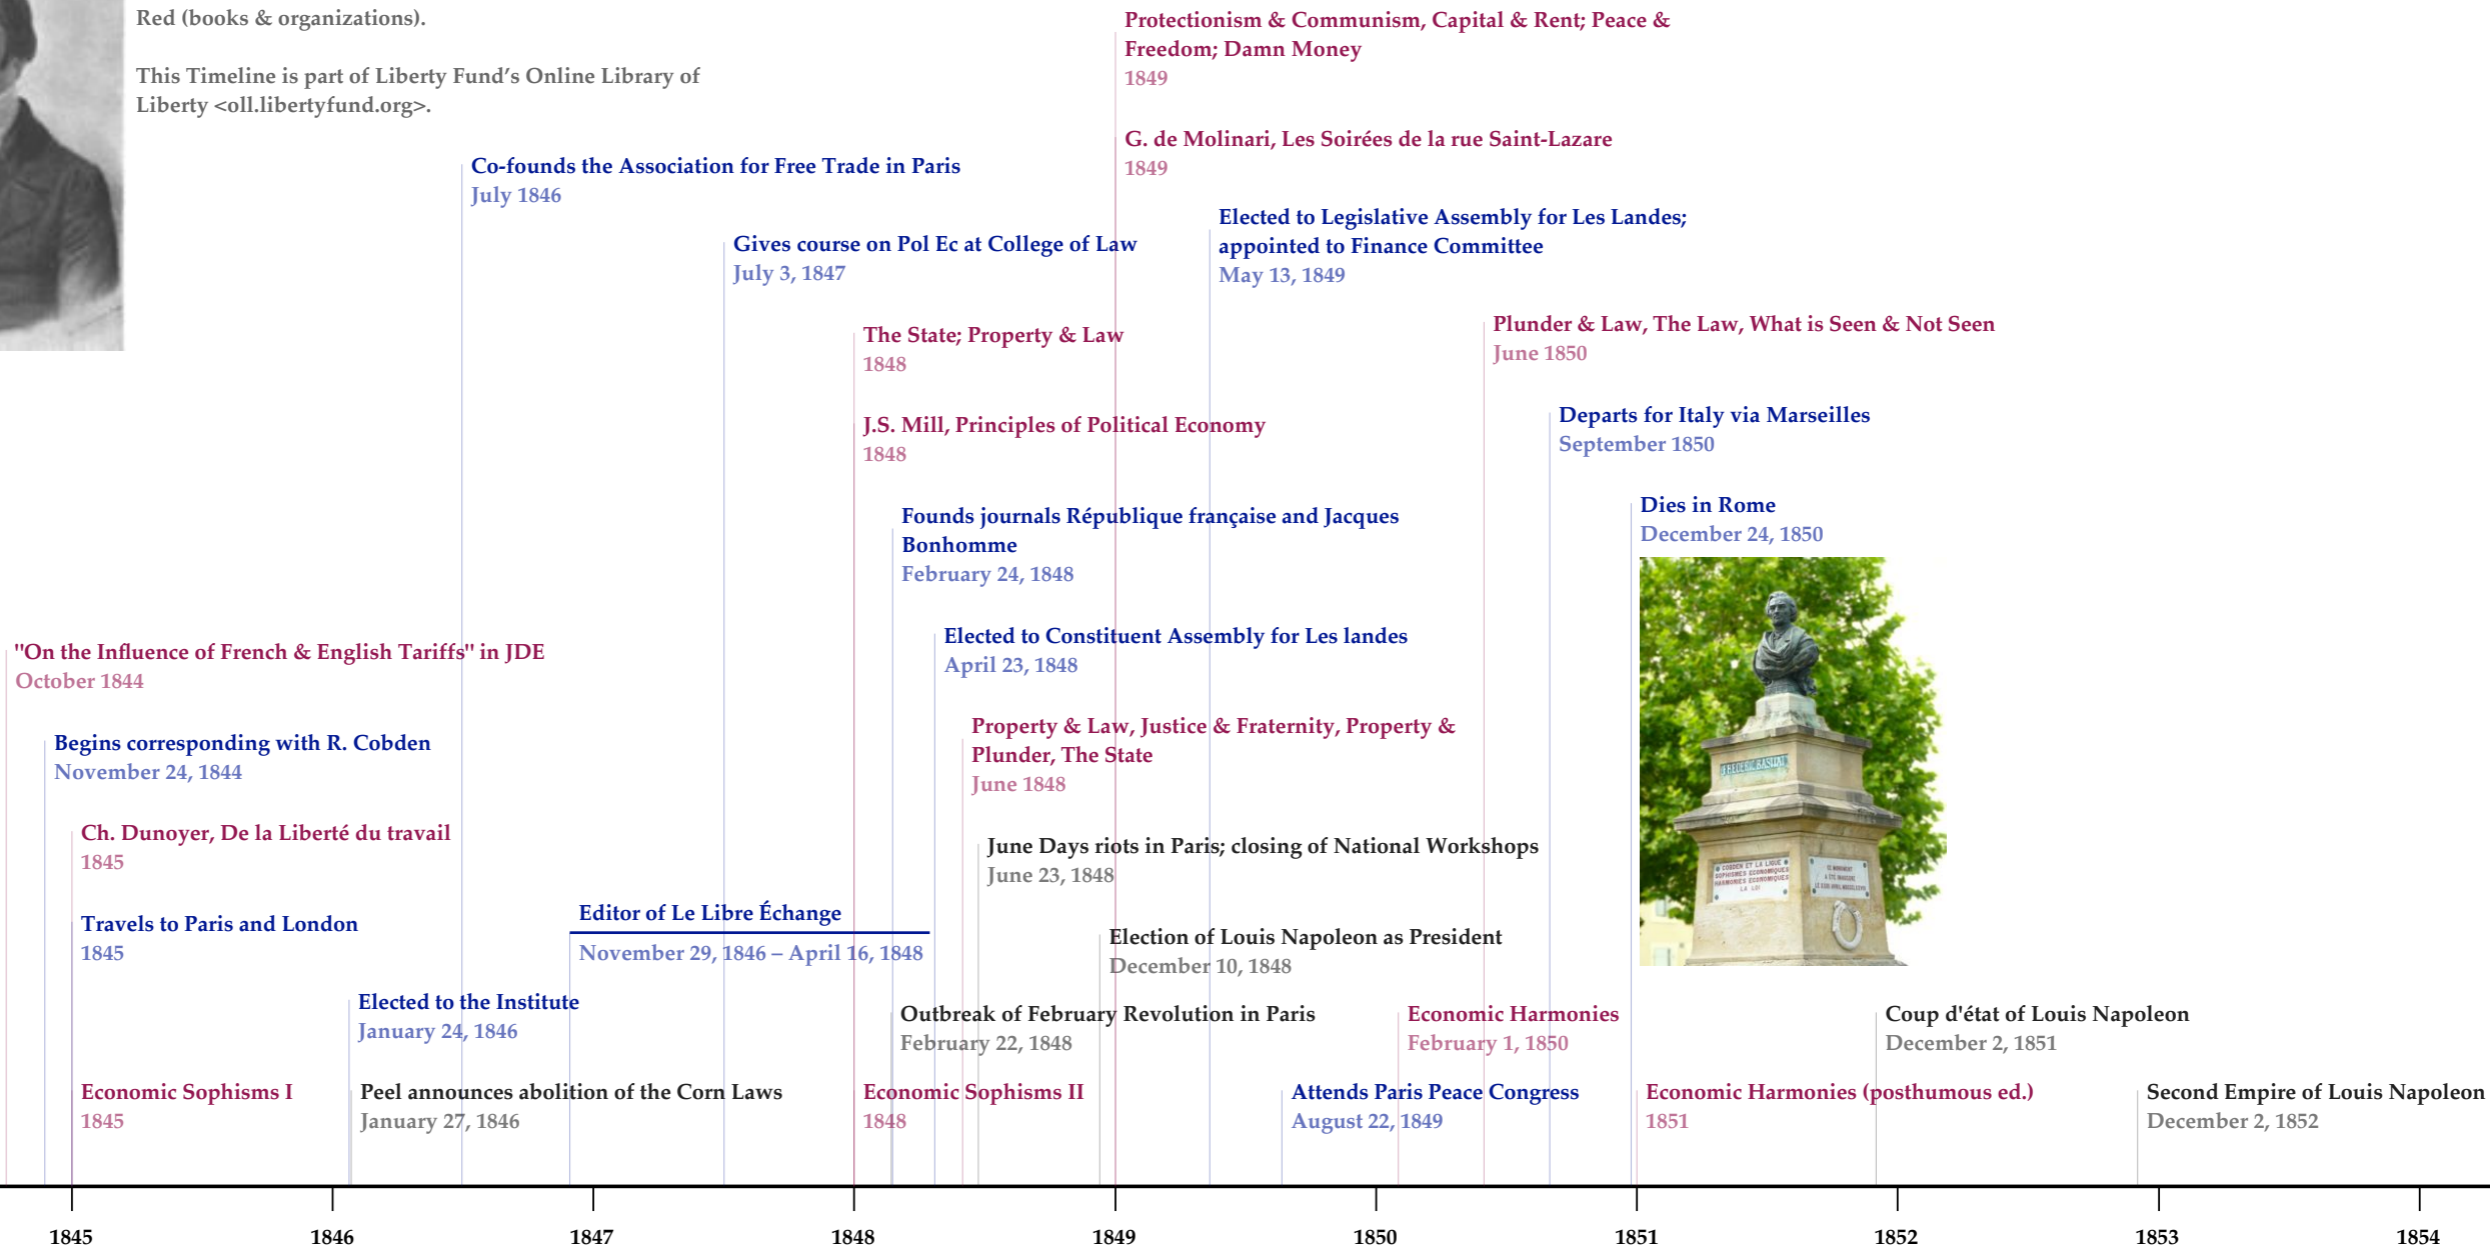 Red (books & organizations).
This Timeline is part of Liberty Fund's Online Library of
Liberty <oll.libertyfund.org>.
Protectionism & Communism, Capital & Rent; Peace &
Freedom; Damn Money
1849
G. de Molinari, Les Soirées de la rue Saint-Lazare
1849
Co-founds the Association for Free Trade in Paris
July 1846
Elected to Legislative Assembly for Les Landes;
appointed to Finance Committee
May 13, 1849
Gives course on Pol Ec at College of Law
July 3, 1847
The State; Property & Law
1848
Plunder & Law, The Law, What is Seen & Not Seen
June 1850
J.S. Mill, Principles of Political Economy
1848
Departs for Italy via Marseilles
September 1850
Founds journals République française and Jacques
Bonhomme
February 24, 1848
Dies in Rome
December 24, 1850
Elected to Constituent Assembly for Les landes
April 23, 1848
"On the Influence of French & English Tariffs" in JDE
October 1844
Property & Law, Justice & Fraternity, Property &
Plunder, The State
June 1848
Begins corresponding with R. Cobden
November 24, 1844
Ch. Dunoyer, De la Liberté du travail
1845
June Days riots in Paris; closing of National Workshops
June 23, 1848
COBDEN ET LA LIGUE
SOPHISMES ECONOMIQUES
HARMONIES ECONOMIQUES
LA LOI
CE MONUMENT
A ETE
Travels to Paris and London
1845
Editor of Le Libre Échange
November 29, 1846 – April 16, 1848
Election of Louis Napoleon as President
December 10, 1848
Elected to the Institute
January 24, 1846
Outbreak of February Revolution in Paris
February 22, 1848
Economic Harmonies
February 1, 1850
Coup d'état of Louis Napoleon
December 2, 1851
Economic Sophisms I
1845
Peel announces abolition of the Corn Laws
January 27, 1846
Economic Sophisms II
1848
Attends Paris Peace Congress
August 22, 1849
Economic Harmonies (posthumous ed.)
1851
Second Empire of Louis Napoleon
December 2, 1852
1845 1846 1847 1848 1849 1850 1851 1852 1853 1854